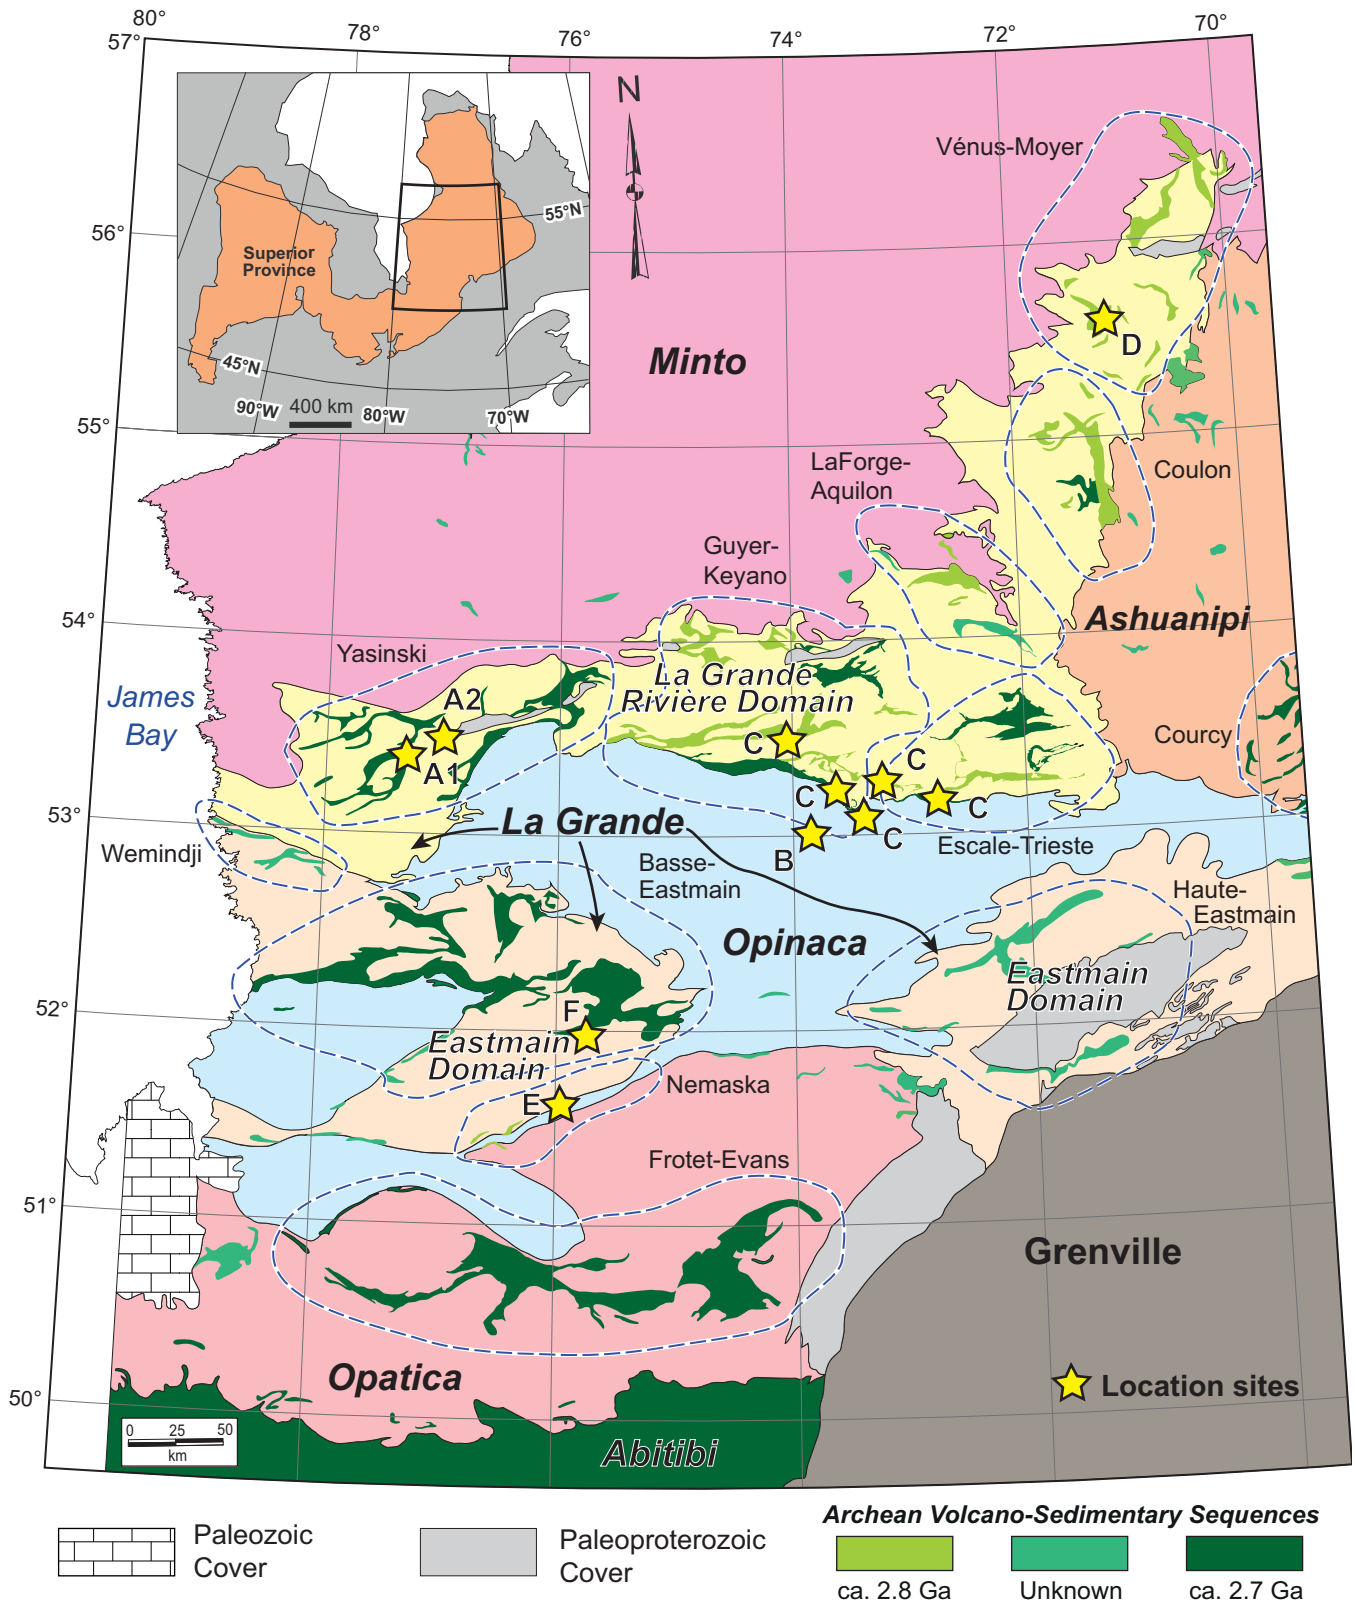 80°
78°
76°
74°
72°
70°
57°
56°
55°
54°
53°
52°
51°
50°
N
Superior
Province
55°N
45°N
90°W
400 km
80°W
70°W
Vénus-Moyer
Minto
D
LaForge-
Aquilon
Coulon
Guyer-
Keyano
Ashuanipi
Yasinski
La Grande
Rivière Domain
James
Bay
A2
A1
C
C
C
C
C
B
Courcy
Wemindji
La Grande
Escale-Trieste
Basse-
Eastmain
Haute-
Eastmain
Opinaca
Eastmain
Domain
F
Eastmain
Domain
E
Nemaska
Frotet-Evans
Grenville
Opatica
Location sites
0 25 50
km
Abitibi
Paleozoic
Cover
Paleoproterozoic
Cover
Archean Volcano-Sedimentary Sequences
ca. 2.8 Ga
Unknown
ca. 2.7 Ga